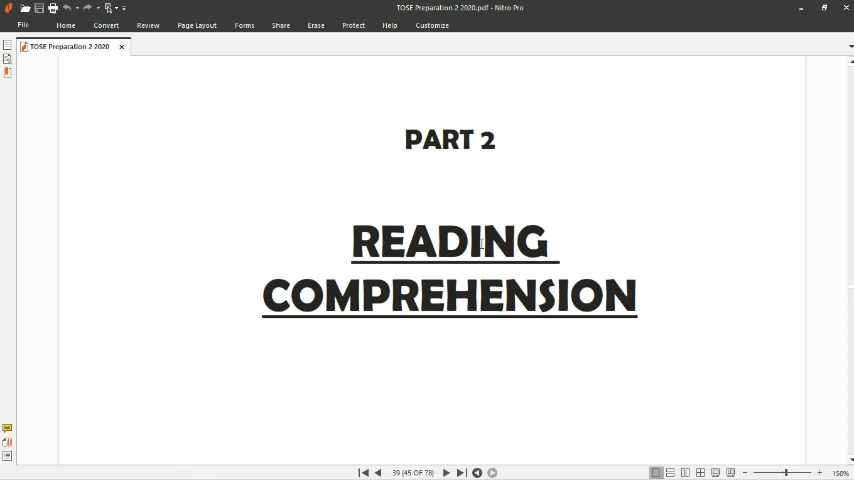 TOSE Preparation 2 2020.pdf - Nitro Pro
File Home Convert Review Page Layout Forms Share Erase Protect Help Customize
TOSE Preparation 2 2020
PART 2
READING
COMPREHENSION
39 (45 OF 78)
150%